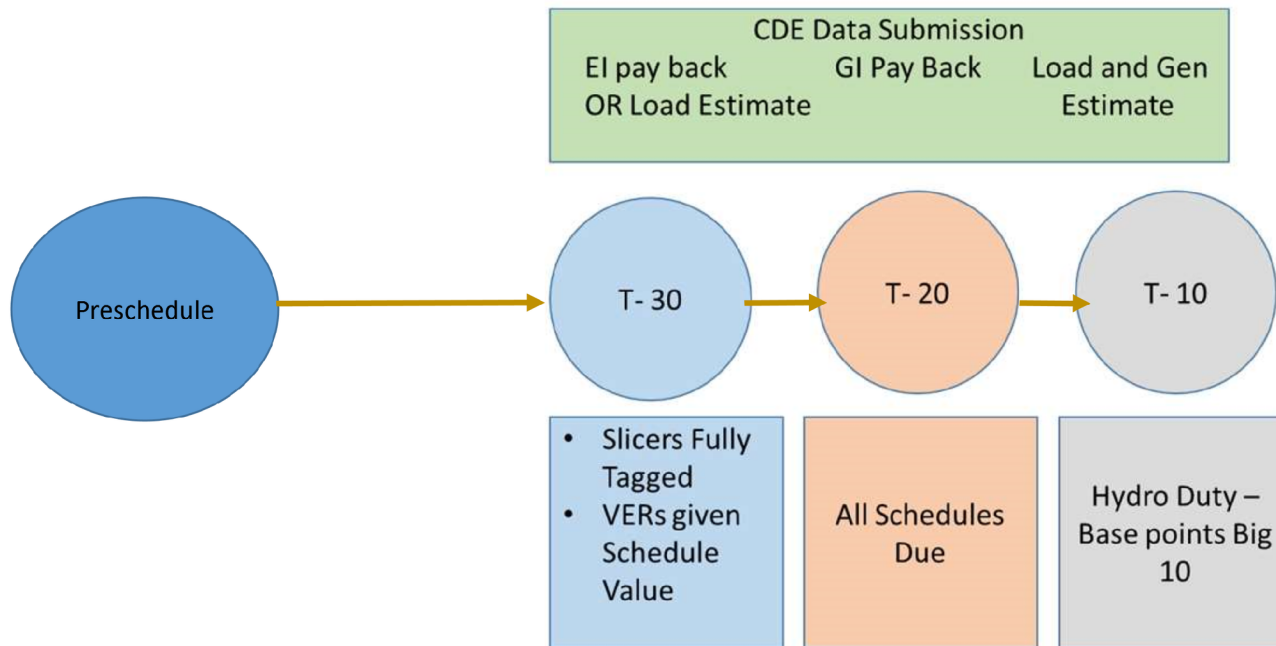 CDE Data Submission
EI pay back
OR Load Estimate
GI Pay Back
Load and Gen
Estimate
Preschedule
T- 30
T- 20
T- 10
• Slicers Fully
Tagged
• VERs given
Schedule
Value
All Schedules
Due
Hydro Duty –
Base points Big
10